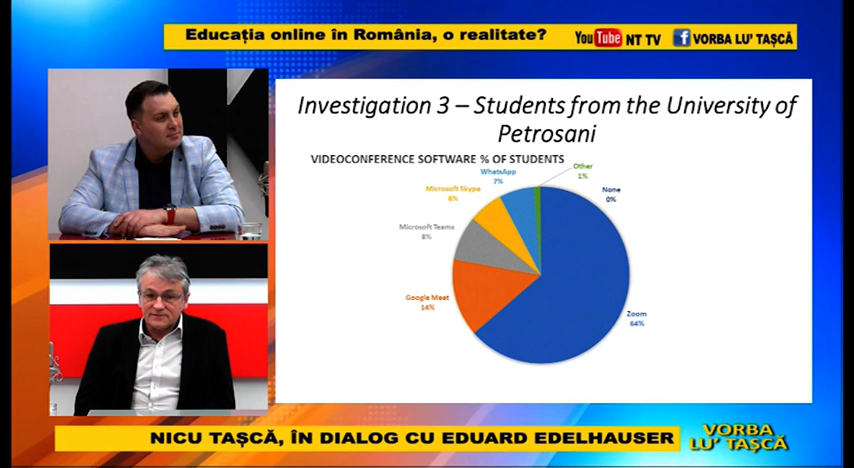 Educația online în România, o realitate?
YouTube NT TV f VORBA LU' TAȘCĂ
Investigation 3 – Students from the University of
Petrosani
VIDEOCONFERENCE SOFTWARE % OF STUDENTS
Other
1%
WhatsApp
7%
None
0%
Microsoft Skype
6%
Microsoft Teams
8%
Google Meet
14%
Zoom
64%
NICU TAȘCĂ, ÎN DIALOG CU EDUARD EDELHAUSER
VORBA
LU' TAȘCĂ